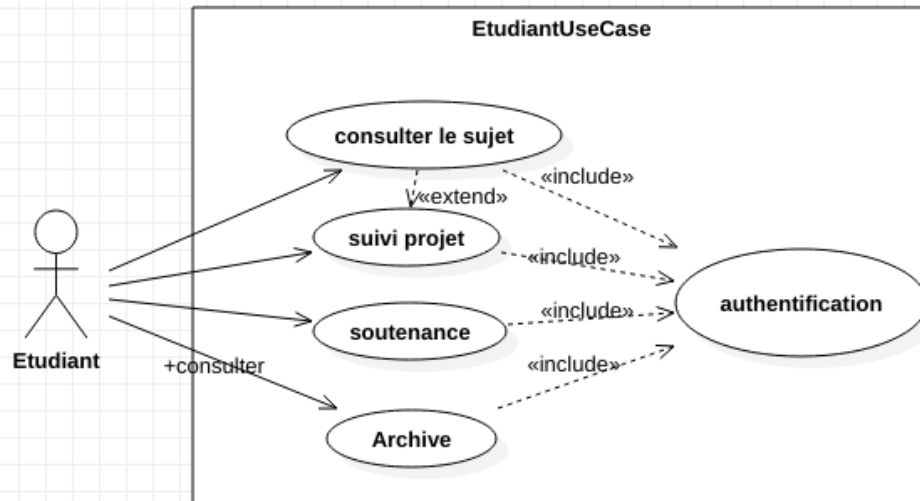 EtudiantUseCase
consulter le sujet
«include»
«extend»
suivi projet
«include»
«include»
soutenance
authentification
Etudiant
+consulter
«include»
Archive